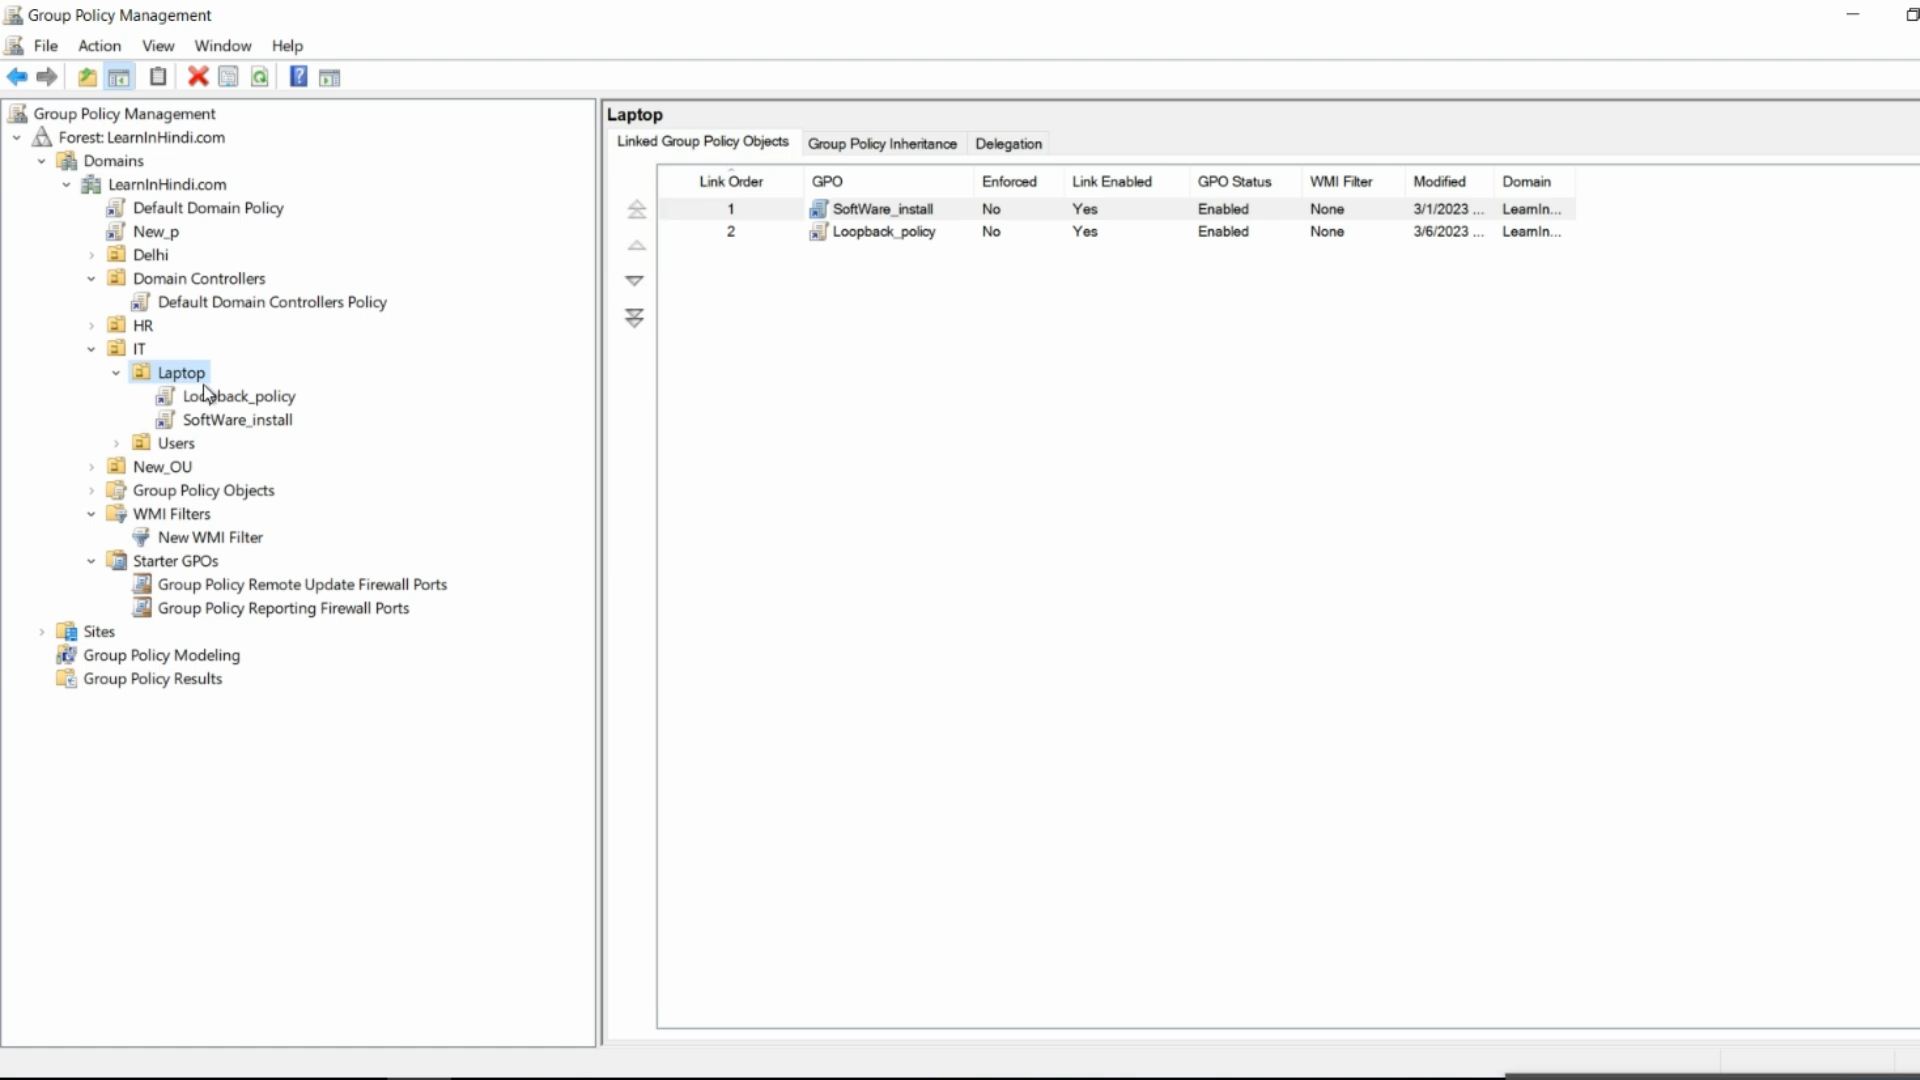 Group Policy Management
File Action View Window Help
Group Policy Management
Forest: LearnInHindi.com
Domains
LearnInHindi.com
Default Domain Policy
New_p
Delhi
Domain Controllers
Default Domain Controllers Policy
HR
IT
Laptop
Loopback_policy
SoftWare_install
Users
New_OU
Group Policy Objects
WMI Filters
New WMI Filter
Starter GPOs
Group Policy Remote Update Firewall Ports
Group Policy Reporting Firewall Ports
Sites
Group Policy Modeling
Group Policy Results
Laptop
Linked Group Policy Objects Group Policy Inheritance Delegation
Link Order GPO Enforced Link Enabled GPO Status WMI Filter Modified Domain
1 SoftWare_install No Yes Enabled None 3/1/2023 ... LearnIn...
2 Loopback_policy No Yes Enabled None 3/6/2023 ... LearnIn...